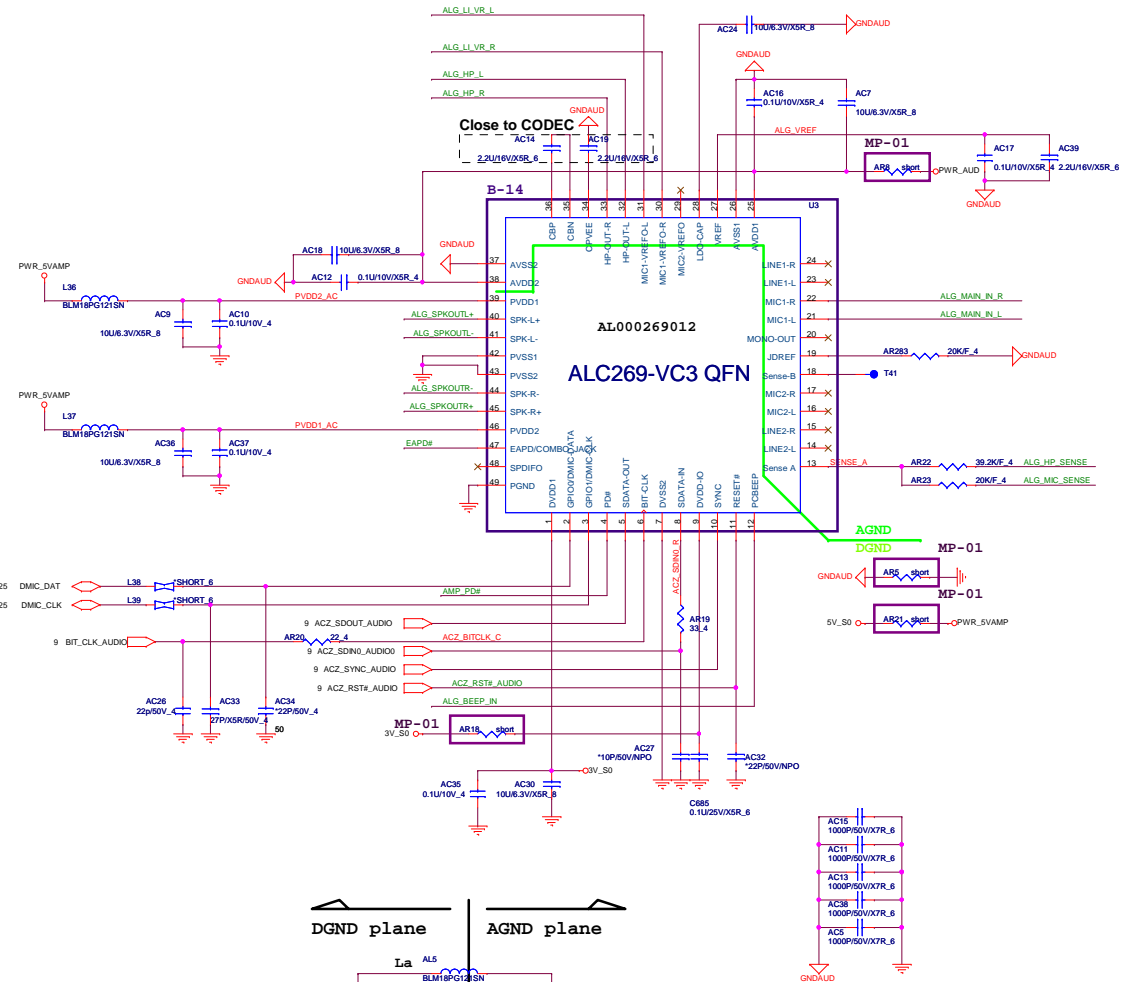 ALG_LI_VR_L
ALG_LI_VR_R
ALG_HP_L
ALG_HP_R
AC24
10U/6.3V/X5R_8
GNDAUD
GNDAUD
AC16
0.1U/10V/X5R_4
AC7
10U/6.3V/X5R_8
GNDAUD
Close to CODEC
AC14
2.2U/16V/X5R_6
AC19
2.2U/16V/X5R_6
ALG_VREF
MP-01
AR8 short
PWR_AUD
AC17
0.1U/10V/X5R_4
AC39
2.2U/16V/X5R_6
GNDAUD
B-14
U3
36 35 34 33 32 31 30 29 28 27 26 25
CBP
CBN
CPVEE
HP-OUT-R
HP-OUT-L
MIC1-VREFO-L
MIC1-VREFO-R
MIC2-VREFO
LDO-CAP
VREF
AVSS1
AVDD1
AC18
10U/6.3V/X5R_8
GNDAUD
GNDAUD
AC12
0.1U/10V/X5R_4
37 AVSS2
38 AVDD2
39 PVDD1
40 SPK-L+
41 SPK-L-
42 PVSS1
43 PVSS2
44 SPK-R-
45 SPK-R+
46 PVDD2
47 EAPD/COMBO JACK
48 SPDIFO
49 PGND
LINE1-R 24
LINE1-L 23
MIC1-R 22
MIC1-L 21
MONO-OUT 20
JDREF 19
Sense-B 18
MIC2-R 17
MIC2-L 16
LINE2-R 15
LINE2-L 14
Sense A 13
AL000269012
ALC269-VC3 QFN
PWR_5VAMP
L36
BLM18PG121SN
PVDD2_AC
AC9
10U/6.3V/X5R_8
AC10
0.1U/10V_4
ALG_SPKOUTL+
ALG_SPKOUTL-
ALG_SPKOUTR-
ALG_SPKOUTR+
PWR_5VAMP
L37
BLM18PG121SN
PVDD1_AC
AC36
10U/6.3V/X5R_8
AC37
0.1U/10V_4
EAPD#
ALG_MAIN_IN_R
ALG_MAIN_IN_L
AR283
20K/F_4
GNDAUD
T41
SENSE_A
AR22
39.2K/F_4
ALG_HP_SENSE
AR23
20K/F_4
ALG_MIC_SENSE
DVDD1
GPIO0/DMIC-DATA
GPIO1/DMIC-CLK
PD#
SDATA-OUT
BIT-CLK
DVSS2
SDATA-IN
DVDD-IO
SYNC
RESET#
PCBEEP
1 2 3 4 5 6 7 8 9 10 11 12
AGND
DGND
MP-01
GNDAUD
AR5 short
MP-01
5V_S0
AR21 short
PWR_5VAMP
25 DMIC_DAT
L38
*SHORT_6
25 DMIC_CLK
L39
*SHORT_6
AMP_PD#
ACZ_SDIN0_R
AR19
33_4
9 ACZ_SDOUT_AUDIO
9 BIT_CLK_AUDIO
AR20
22_4
ACZ_BITCLK_C
9 ACZ_SDIN0_AUDIO0
9 ACZ_SYNC_AUDIO
9 ACZ_RST#_AUDIO
ACZ_RST#_AUDIO
ALG_BEEP_IN
AC26
22p/50V_4
AC33
27P/X5R/50V_4
AC34
*22P/50V_4
50
MP-01
3V_S0
AR18 short
AC27
*10P/50V/NPO
AC32
*22P/50V/NPO
3V_S0
AC35
0.1U/10V_4
AC30
10U/6.3V/X5R_8
C685
0.1U/25V/X5R_6
AC15
1000P/50V/X7R_6
AC11
1000P/50V/X7R_6
AC13
1000P/50V/X7R_6
AC38
1000P/50V/X7R_6
AC5
1000P/50V/X7R_6
GNDAUD
DGND plane
AGND plane
La
AL5
BLM18PG121SN